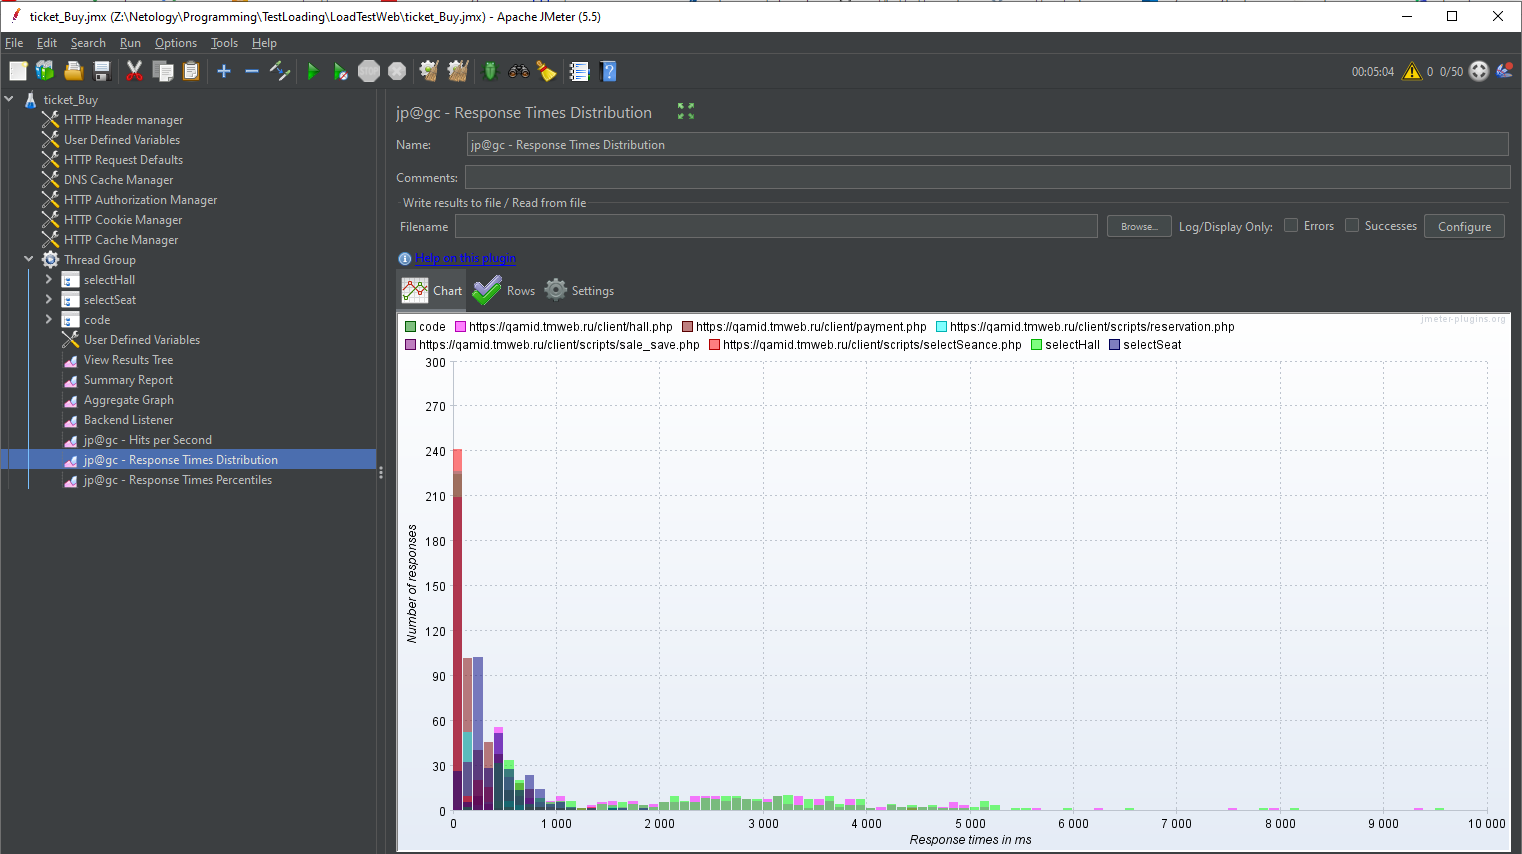 ticket_Buy.jmx (Z:\Netology\Programming\TestLoading\LoadTestWeb\ticket_Buy.jmx) - Apache JMeter (5.5)
File Edit Search Run Options Tools Help
00:05:04 0 0/50
ticket_Buy
HTTP Header manager
User Defined Variables
HTTP Request Defaults
DNS Cache Manager
HTTP Authorization Manager
HTTP Cookie Manager
HTTP Cache Manager
Thread Group
selectHall
selectSeat
code
User Defined Variables
View Results Tree
Summary Report
Aggregate Graph
Backend Listener
jp@gc - Hits per Second
jp@gc - Response Times Distribution
jp@gc - Response Times Percentiles
jp@gc - Response Times Distribution
Name: jp@gc - Response Times Distribution
Comments:
Write results to file / Read from file
Filename Browse... Log/Display Only: Errors Successes Configure
Help on this plugin
Chart Rows Settings
jmeter-plugins.org
code https://qamid.tmweb.ru/client/hall.php https://qamid.tmweb.ru/client/payment.php https://qamid.tmweb.ru/client/scripts/reservation.php
https://qamid.tmweb.ru/client/scripts/sale_save.php https://qamid.tmweb.ru/client/scripts/selectSeance.php selectHall selectSeat
300
270
240
210
180
150
120
90
60
30
0
Number of responses
0 1 000 2 000 3 000 4 000 5 000 6 000 7 000 8 000 9 000 10 000
Response times in ms